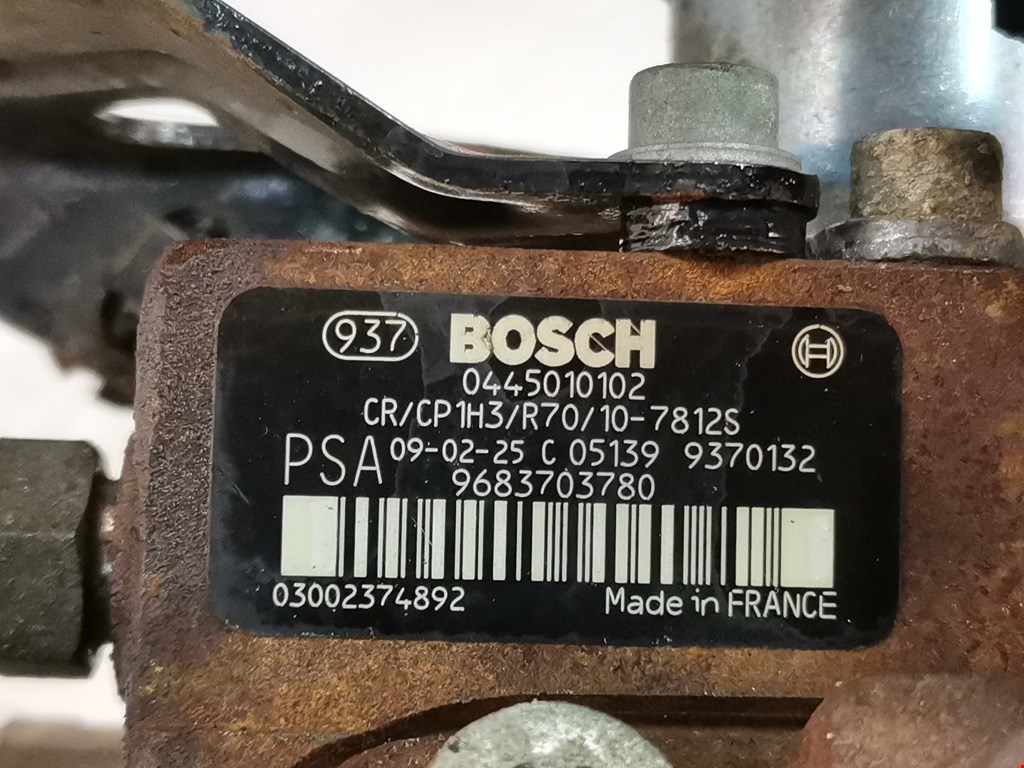 937 BOSCH
0445010102
CR/CP1H3/R70/10-7812S
PSA 09-02-25 C 05139 9370132
9683703780
03002374892 Made in FRANCE